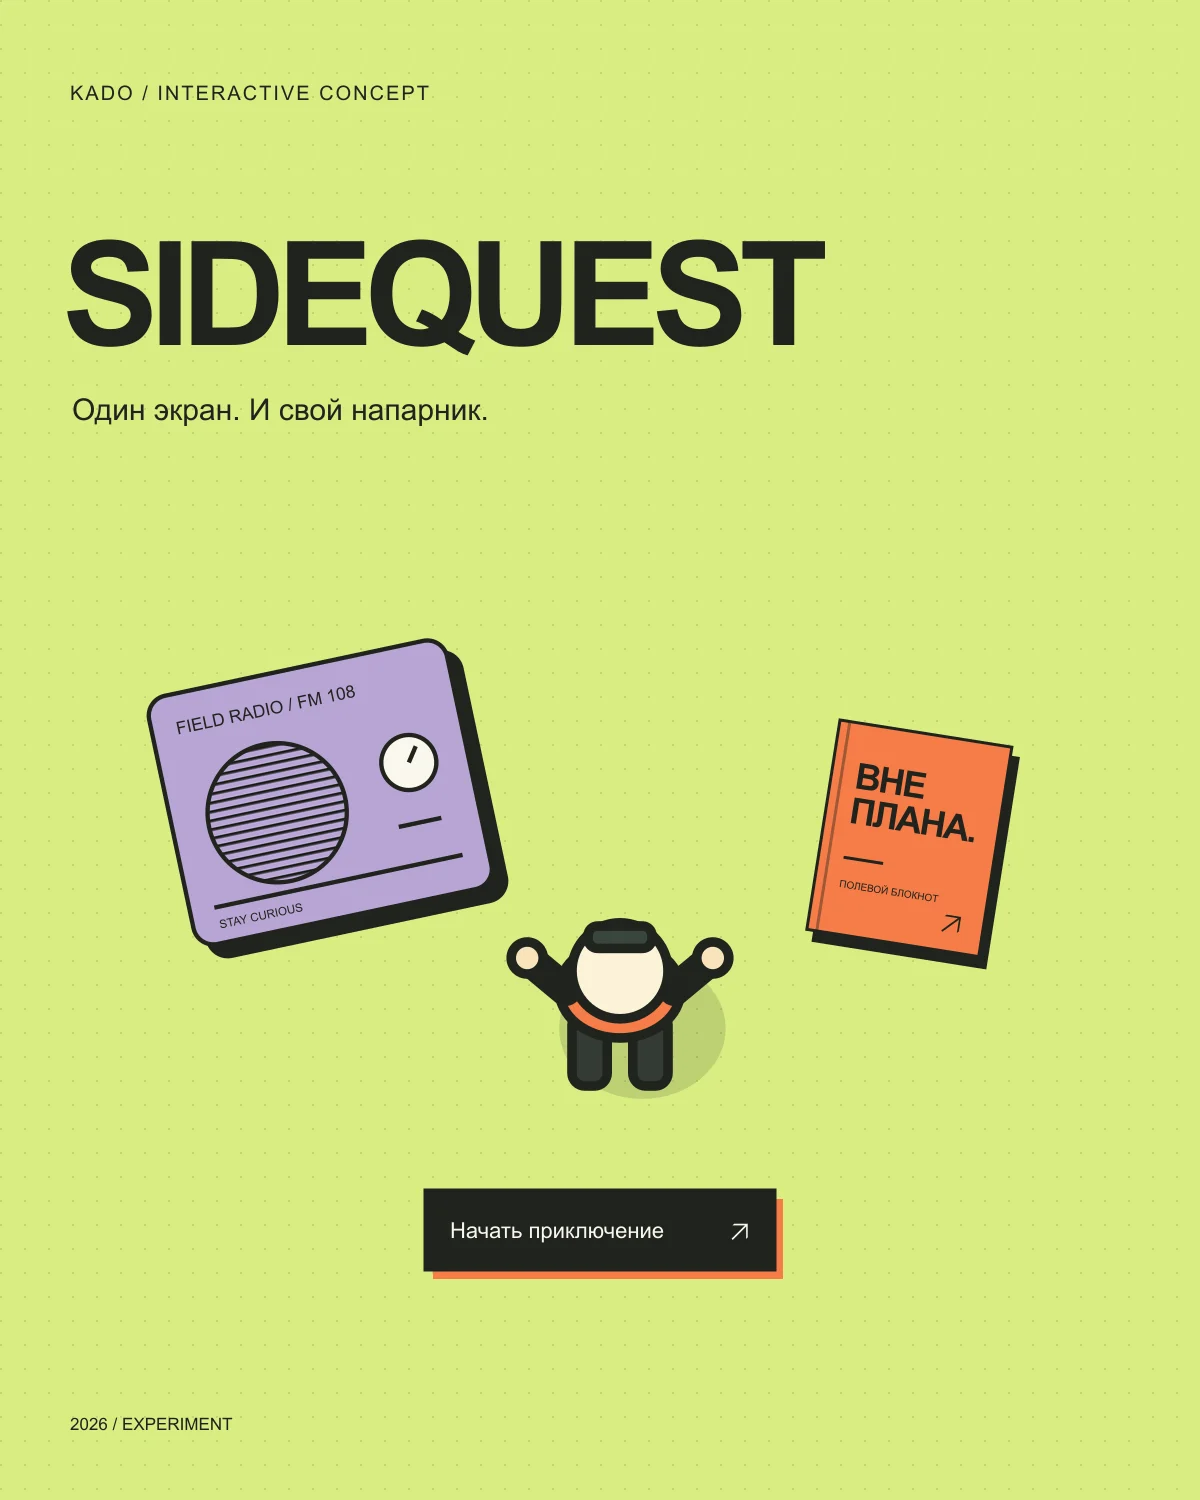 KADO / INTERACTIVE CONCEPT
SIDEQUEST
Один экран. И свой напарник.
FIELD RADIO / FM 108
STAY CURIOUS
ВНЕ
ПЛАНА.
ПОЛЕВОЙ БЛОКНОТ
Начать приключение
2026 / EXPERIMENT